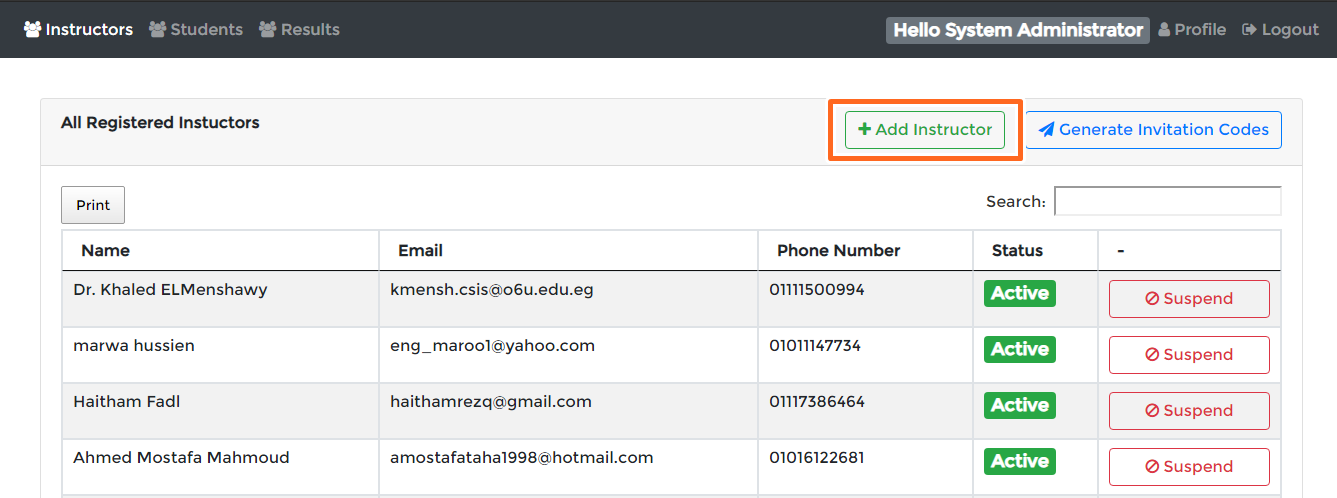 Instructors Students Results Hello System Administrator Profile Logout
All Registered Instuctors Add Instructor Generate Invitation Codes
Print Search:
Name Email Phone Number Status -
Dr. Khaled ELMenshawy kmensh.csis@o6u.edu.eg 01111500994 Active Suspend
marwa hussien eng_maroo1@yahoo.com 01011147734 Active Suspend
Haitham Fadl haithamrezq@gmail.com 01117386464 Active Suspend
Ahmed Mostafa Mahmoud amostafataha1998@hotmail.com 01016122681 Active Suspend